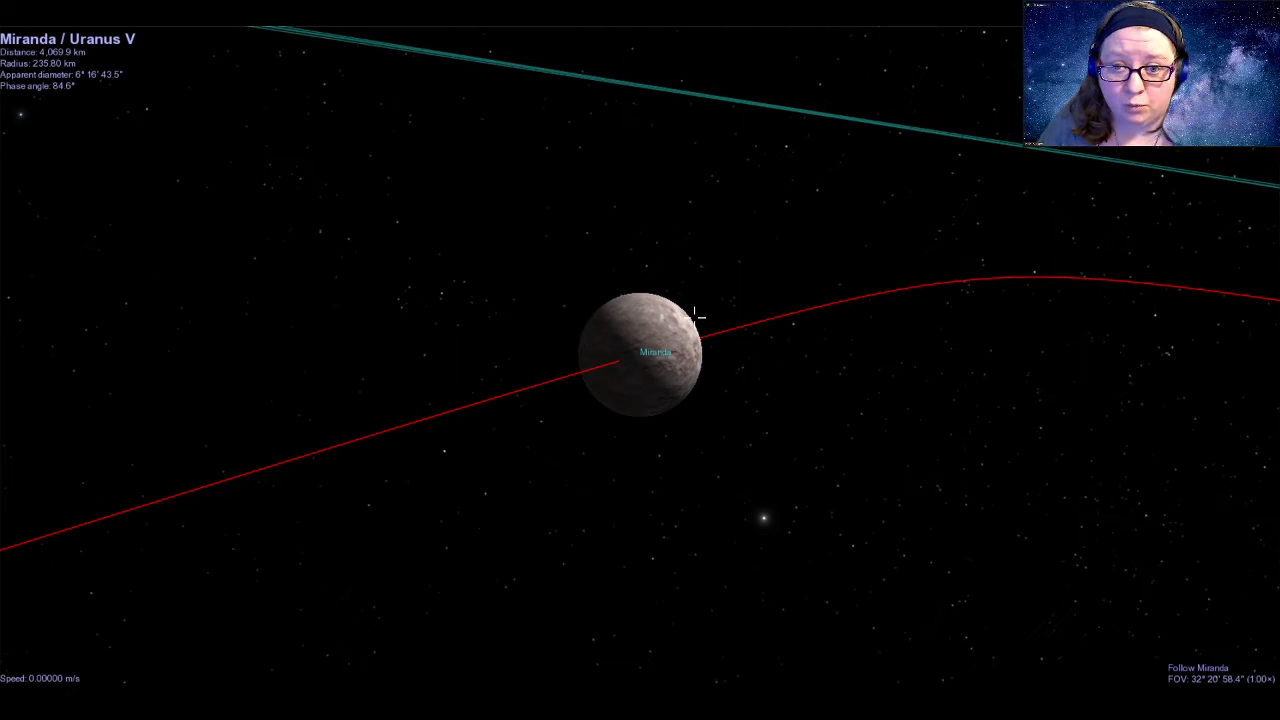 Miranda / Uranus V
Distance: 4,069.9 km
Radius: 235.80 km
Apparent diameter: 6° 16' 43.5"
Phase angle: 84.6°
Miranda
Speed: 0.00000 m/s
Follow Miranda
FOV: 32° 20' 58.4" (1.00×)